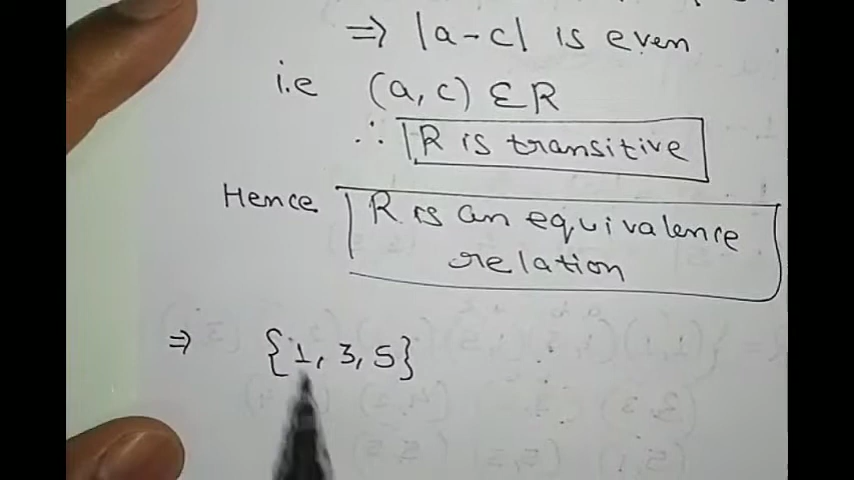 ⇒ |a-c| is even
i.e (a, c) ∈ R
∴ R is transitive
Hence R is an equivalence
relation
⇒ {1, 3, 5}